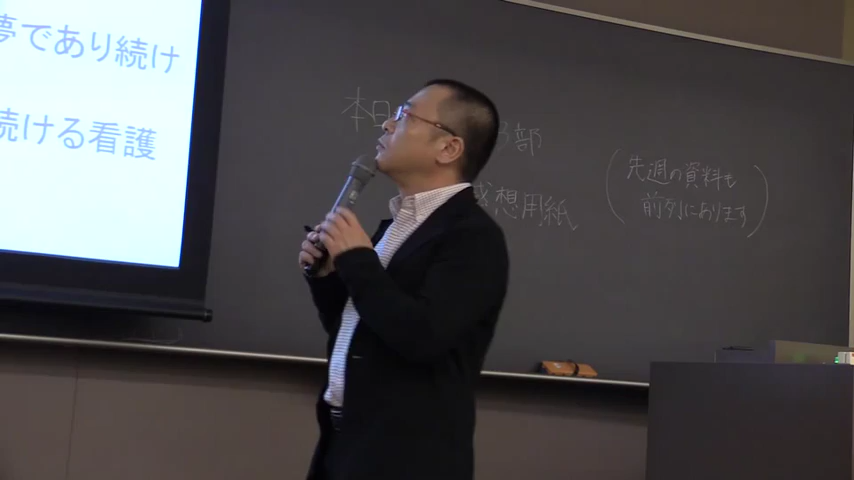 夢であり続け
続ける看護
本日
3部
感想用紙
(先週の資料も
前列にあります)